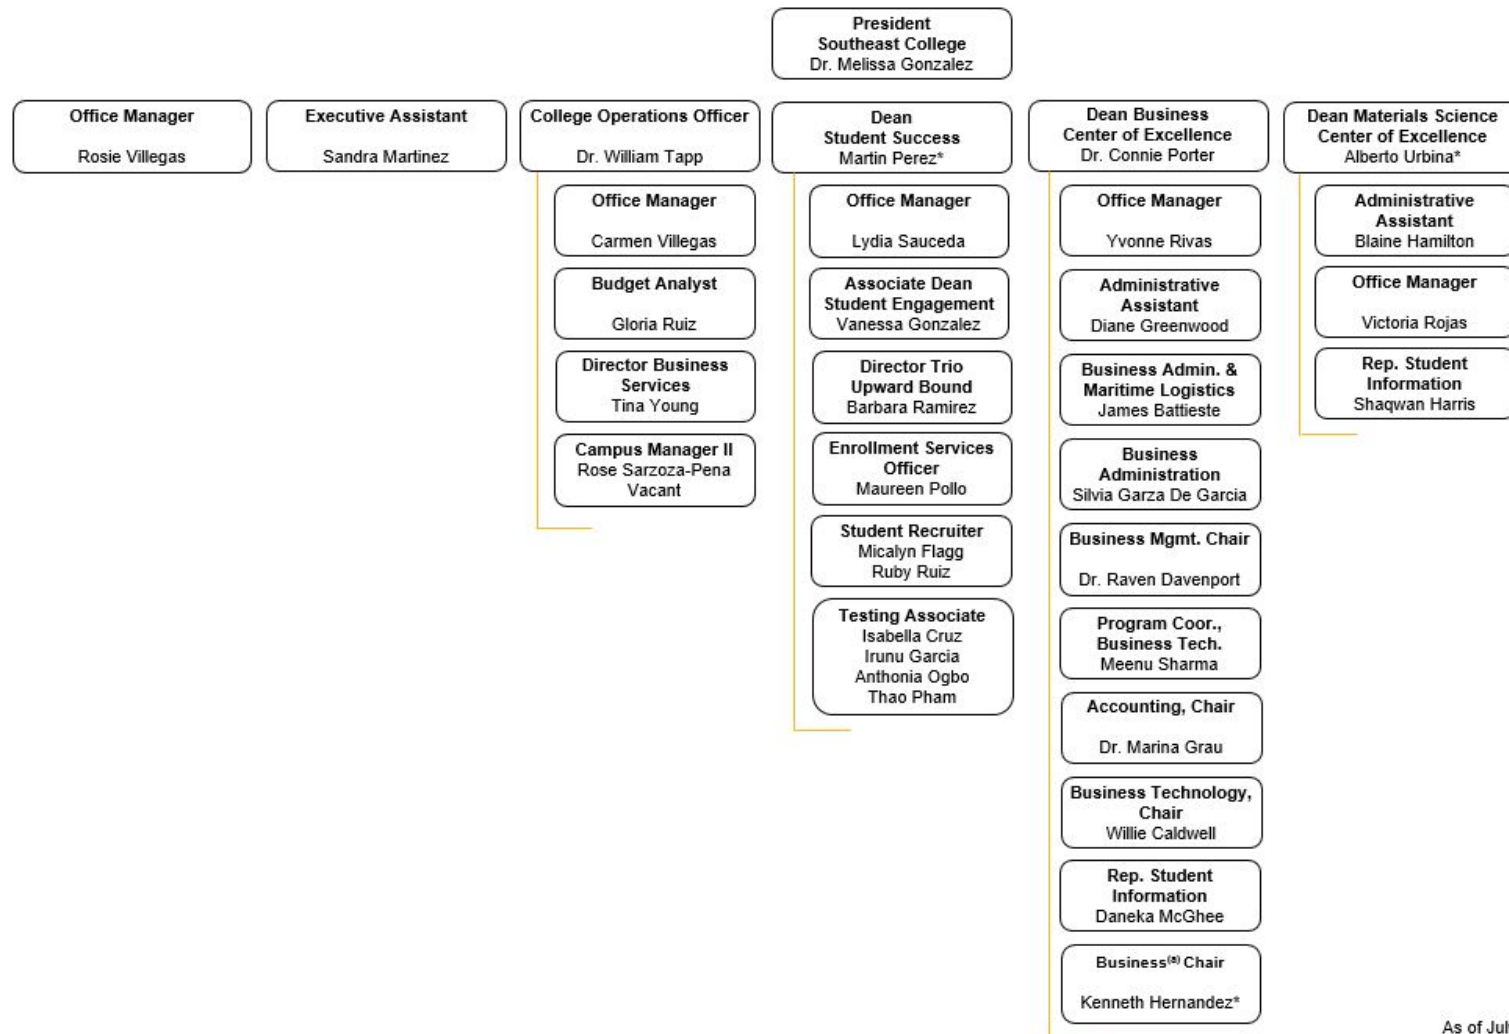 President
Southeast College
Dr. Melissa Gonzalez
Office Manager
Rosie Villegas
Executive Assistant
Sandra Martinez
College Operations Officer
Dr. William Tapp
Office Manager
Carmen Villegas
Budget Analyst
Gloria Ruiz
Director Business
Services
Tina Young
Campus Manager II
Rose Sarzoza-Pena
Vacant
Dean
Student Success
Martin Perez*
Office Manager
Lydia Sauceda
Associate Dean
Student Engagement
Vanessa Gonzalez
Director Trio
Upward Bound
Barbara Ramirez
Enrollment Services
Officer
Maureen Pollo
Student Recruiter
Micalyn Flagg
Ruby Ruiz
Testing Associate
Isabella Cruz
Irunu Garcia
Anthonia Ogbo
Thao Pham
Dean Business
Center of Excellence
Dr. Connie Porter
Office Manager
Yvonne Rivas
Administrative
Assistant
Diane Greenwood
Business Admin. &
Maritime Logistics
James Battieste
Business
Administration
Silvia Garza De Garcia
Business Mgmt. Chair
Dr. Raven Davenport
Program Coor.,
Business Tech.
Meenu Sharma
Accounting, Chair
Dr. Marina Grau
Business Technology,
Chair
Willie Caldwell
Rep. Student
Information
Daneka McGhee
Business(a) Chair
Kenneth Hernandez*
Dean Materials Science
Center of Excellence
Alberto Urbina*
Administrative
Assistant
Blaine Hamilton
Office Manager
Victoria Rojas
Rep. Student
Information
Shaqwan Harris
As of Jul